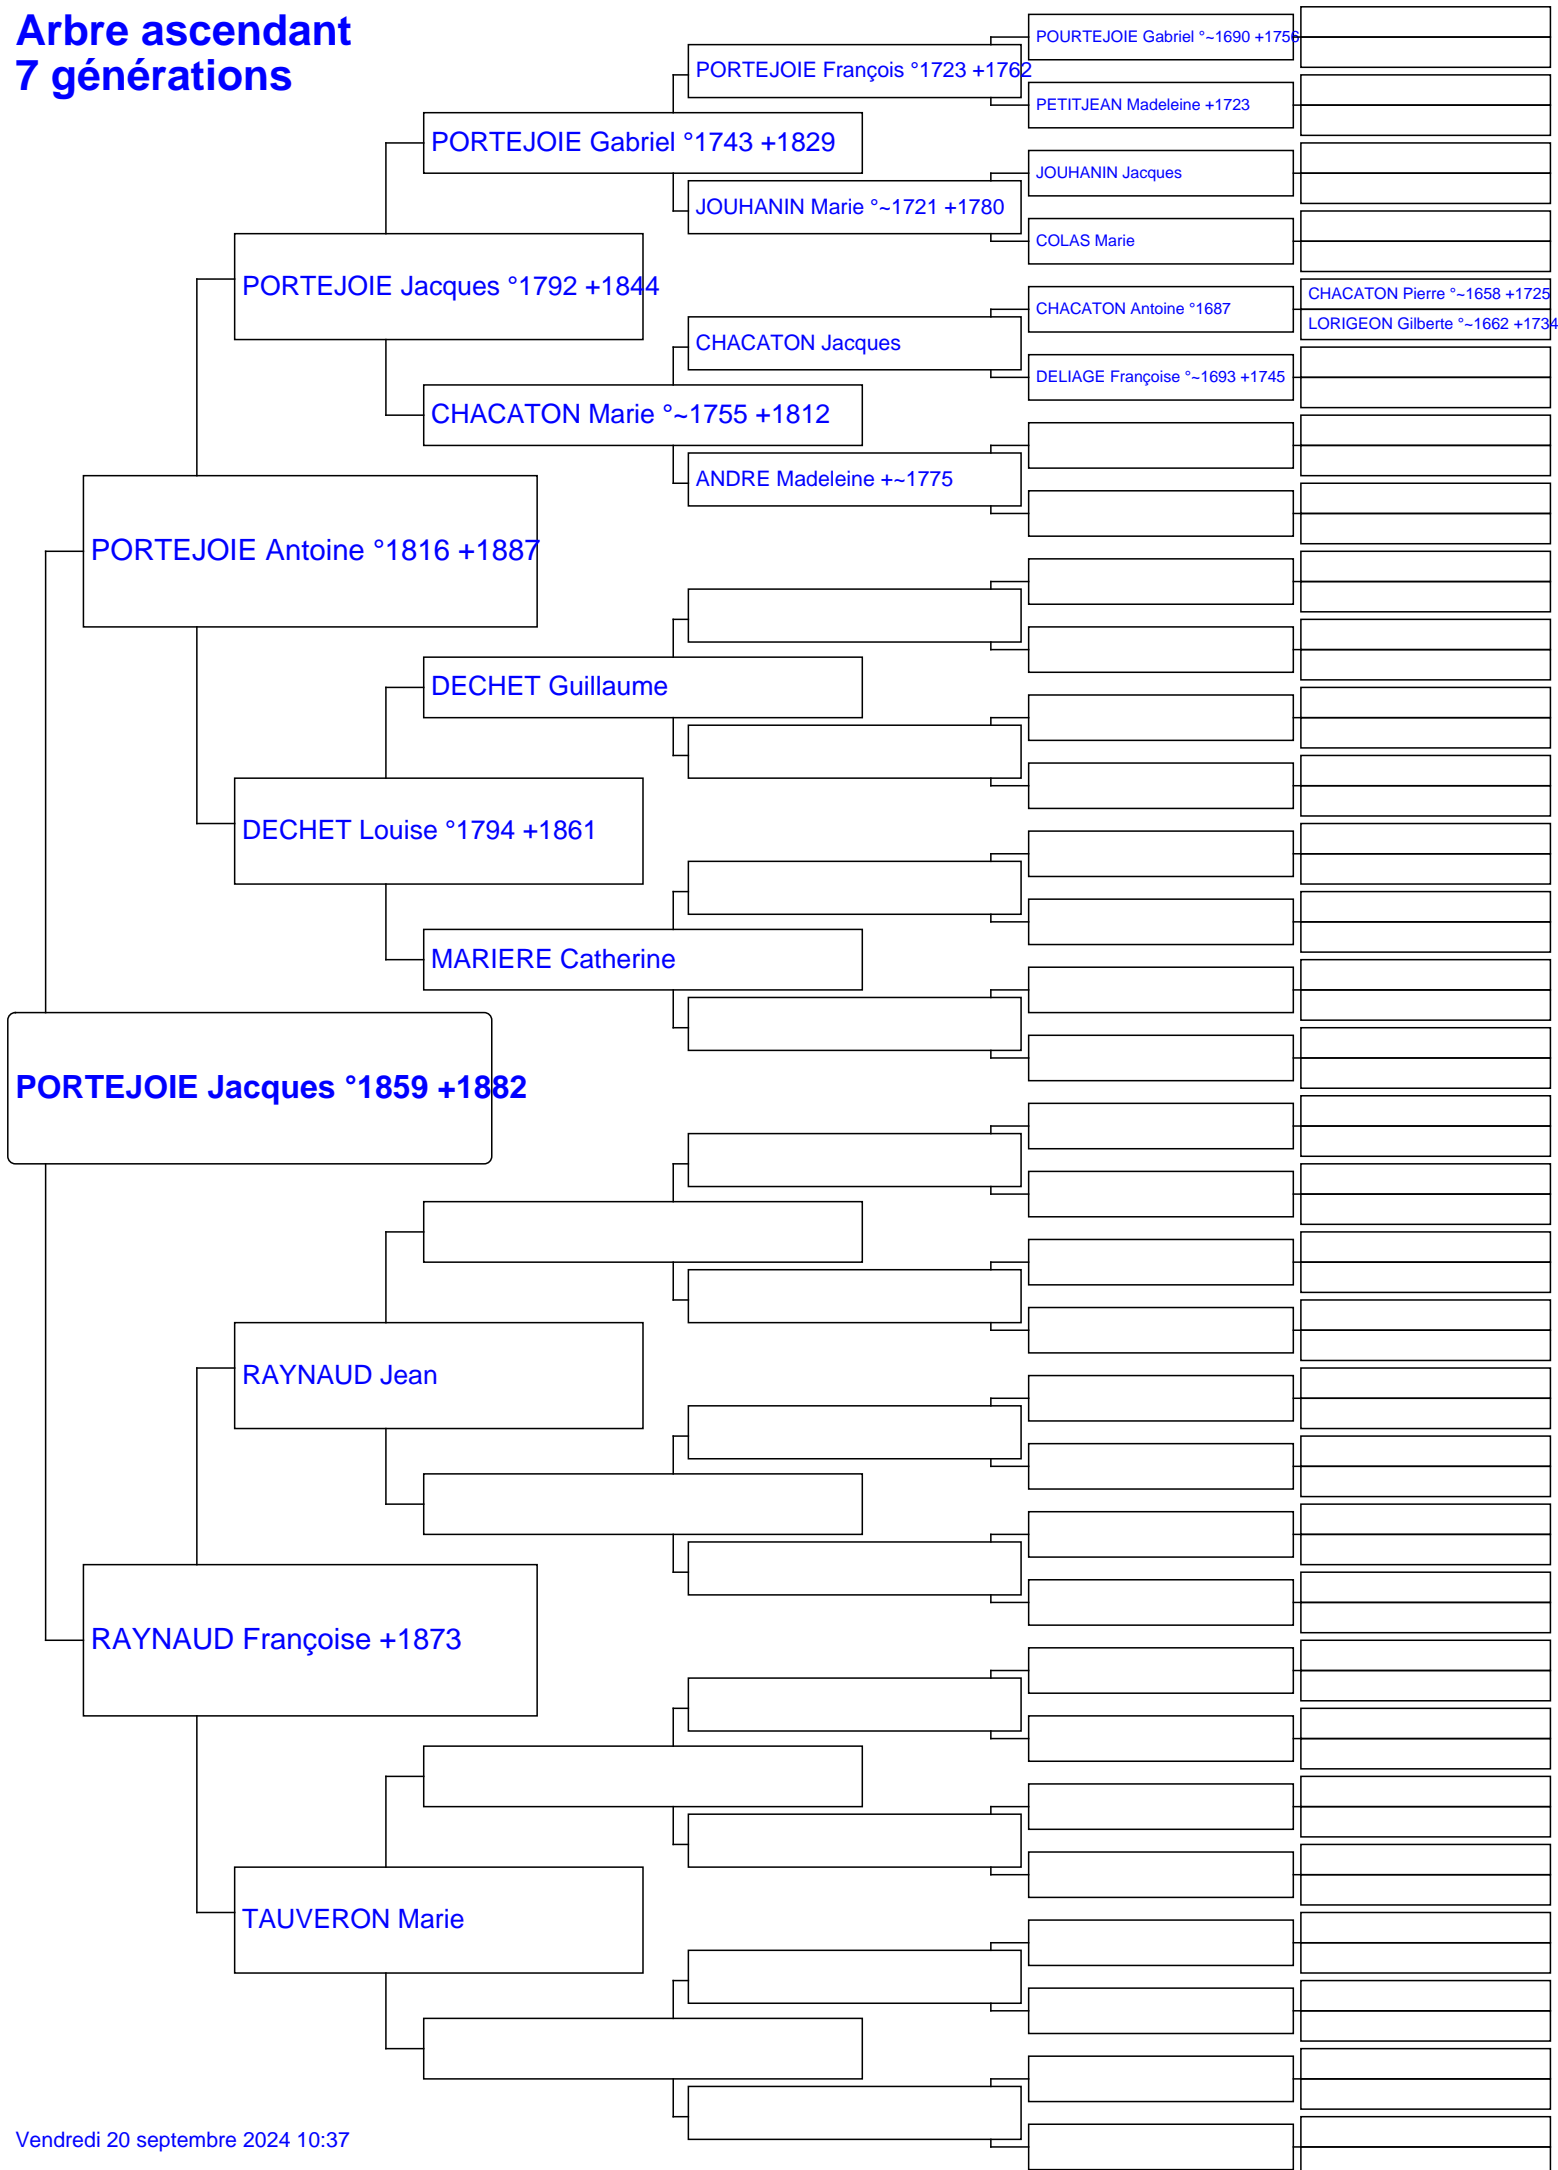 Arbre ascendant
7 générations
POURTEJOIE Gabriel °~1690 +1756
PORTEJOIE François °1723 +1762
PETITJEAN Madeleine +1723
PORTEJOIE Gabriel °1743 +1829
JOUHANIN Jacques
JOUHANIN Marie °~1721 +1780
COLAS Marie
PORTEJOIE Jacques °1792 +1844
CHACATON Pierre °~1658 +1725
CHACATON Antoine °1687
LORIGEON Gilberte °~1662 +1734
CHACATON Jacques
DELIAGE Françoise °~1693 +1745
CHACATON Marie °~1755 +1812
ANDRE Madeleine +~1775
PORTEJOIE Antoine °1816 +1887
DECHET Guillaume
DECHET Louise °1794 +1861
MARIERE Catherine
PORTEJOIE Jacques °1859 +1882
RAYNAUD Jean
RAYNAUD Françoise +1873
TAUVERON Marie
Vendredi 20 septembre 2024 10:37